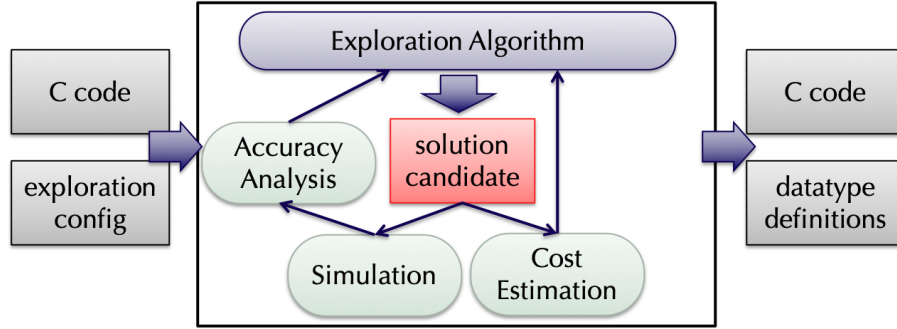 Exploration Algorithm
C code
exploration
config
Accuracy
Analysis
solution
candidate
Simulation
Cost
Estimation
C code
datatype
definitions